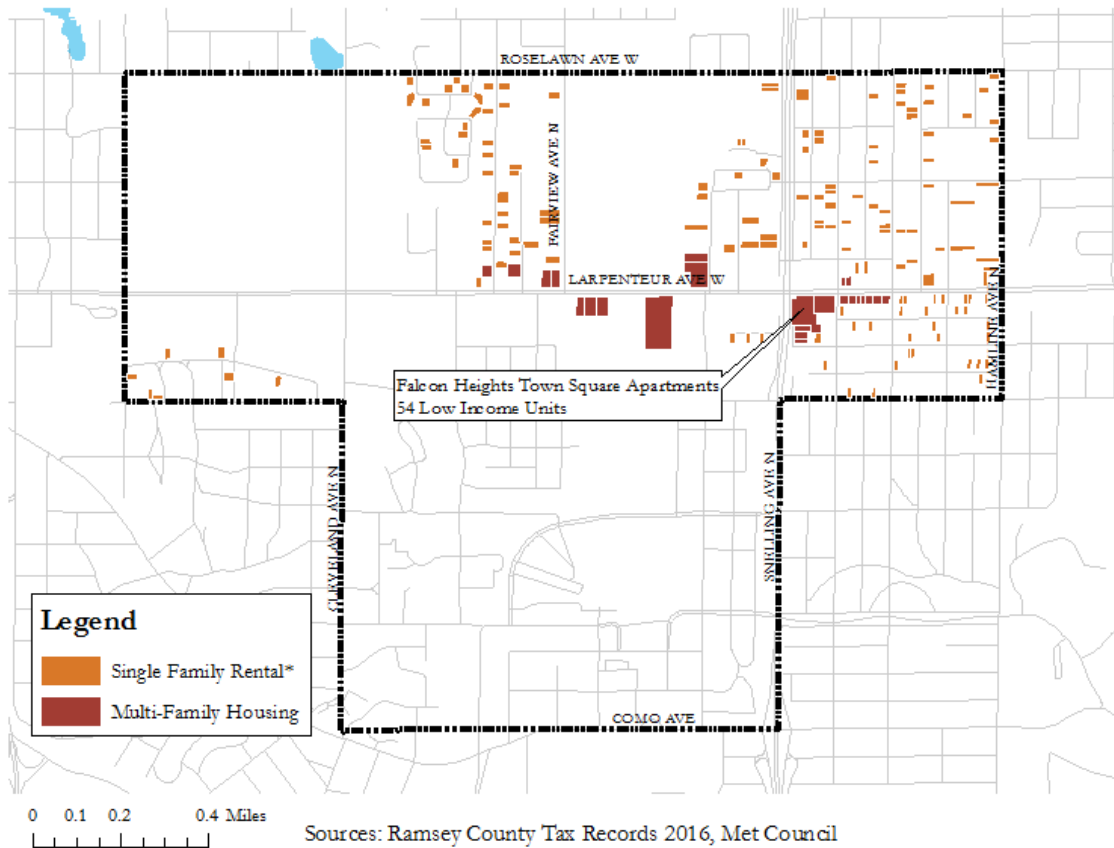 ROSELAWN AVE W
FAIRVIEW AVE N
LARPENTEUR AVE W
HAMLINE AVE N
Falcon Heights Town Square Apartments
54 Low Income Units
CLEVELAND AVE N
SNELLING AVE N
Legend
Single Family Rental*
Multi-Family Housing
COMO AVE
0 0.1 0.2 0.4 Miles
Sources: Ramsey County Tax Records 2016, Met Council